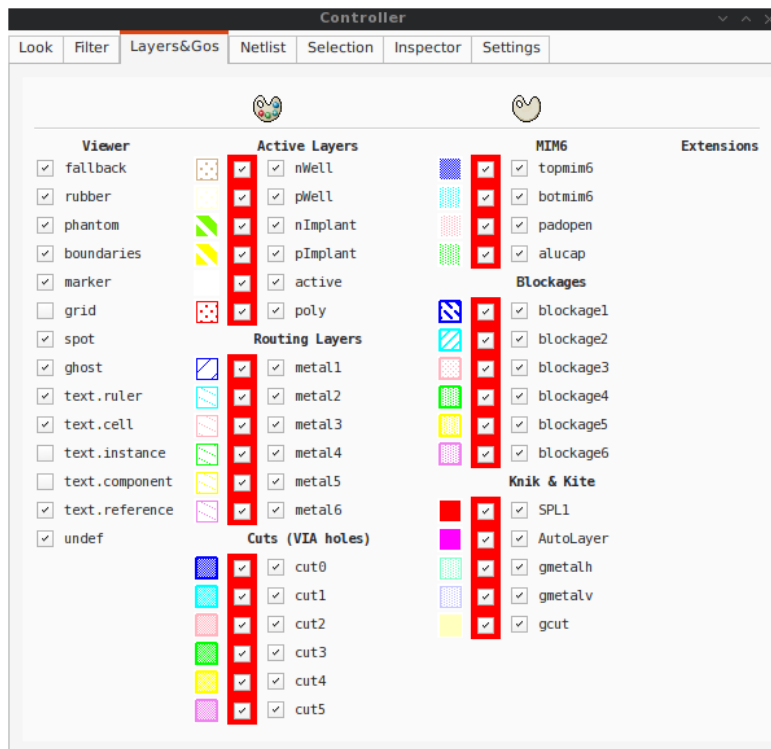 Controller
Look Filter Layers&Gos Netlist Selection Inspector Settings
Viewer
fallback
rubber
phantom
boundaries
marker
grid
spot
ghost
text.ruler
text.cell
text.instance
text.component
text.reference
undef
Active Layers
nWell
pWell
nImplant
pImplant
active
poly
Routing Layers
metal1
metal2
metal3
metal4
metal5
metal6
Cuts (VIA holes)
cut0
cut1
cut2
cut3
cut4
cut5
MIM6
topmim6
botmim6
padopen
alucap
Blockages
blockage1
blockage2
blockage3
blockage4
blockage5
blockage6
Knik & Kite
SPL1
AutoLayer
gmetalh
gmetalv
gcut
Extensions